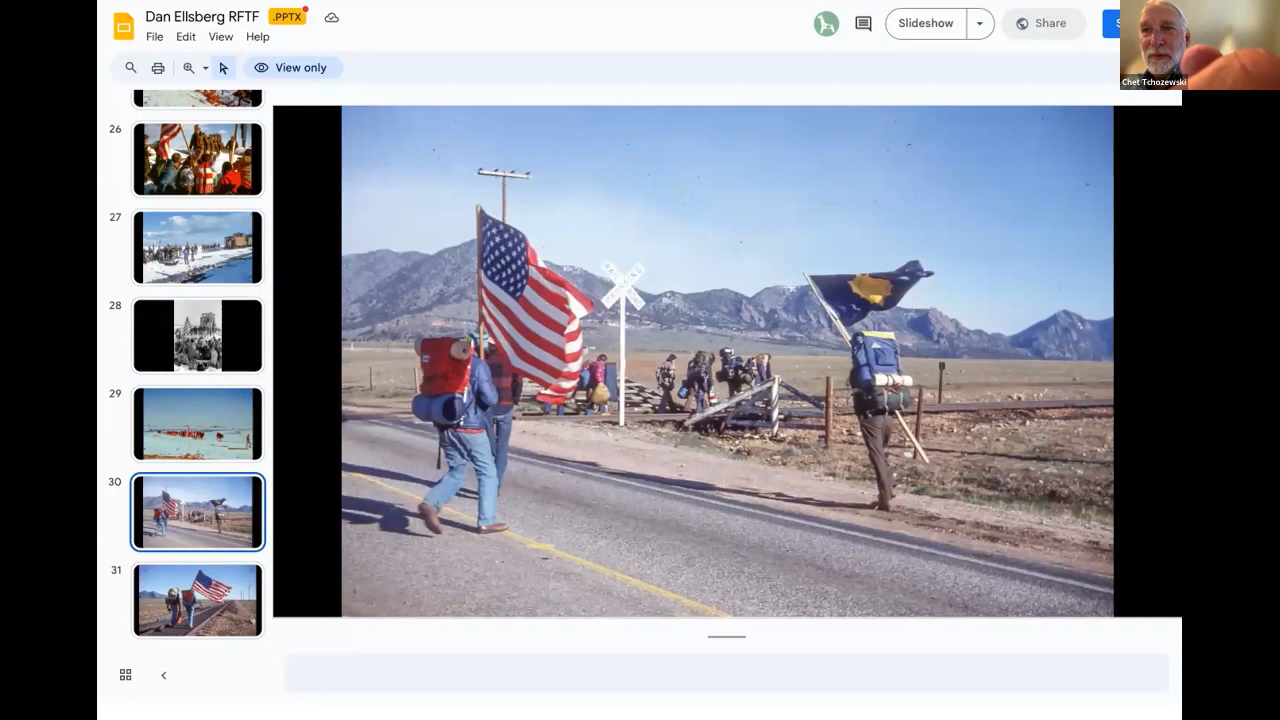 Dan Ellsberg RFTF .PPTX
File Edit View Help
Slideshow
Share
S
Chet Tchozewski
View only
26
27
28
29
30
31